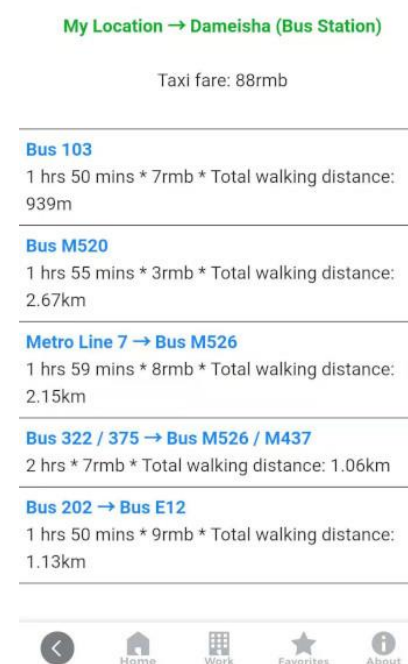 My Location → Dameisha (Bus Station)
Taxi fare: 88rmb
Bus 103
1 hrs 50 mins * 7rmb * Total walking distance:
939m
Bus M520
1 hrs 55 mins * 3rmb * Total walking distance:
2.67km
Metro Line 7 → Bus M526
1 hrs 59 mins * 8rmb * Total walking distance:
2.15km
Bus 322 / 375 → Bus M526 / M437
2 hrs * 7rmb * Total walking distance: 1.06km
Bus 202 → Bus E12
1 hrs 50 mins * 9rmb * Total walking distance:
1.13km
Home Work Favorites About